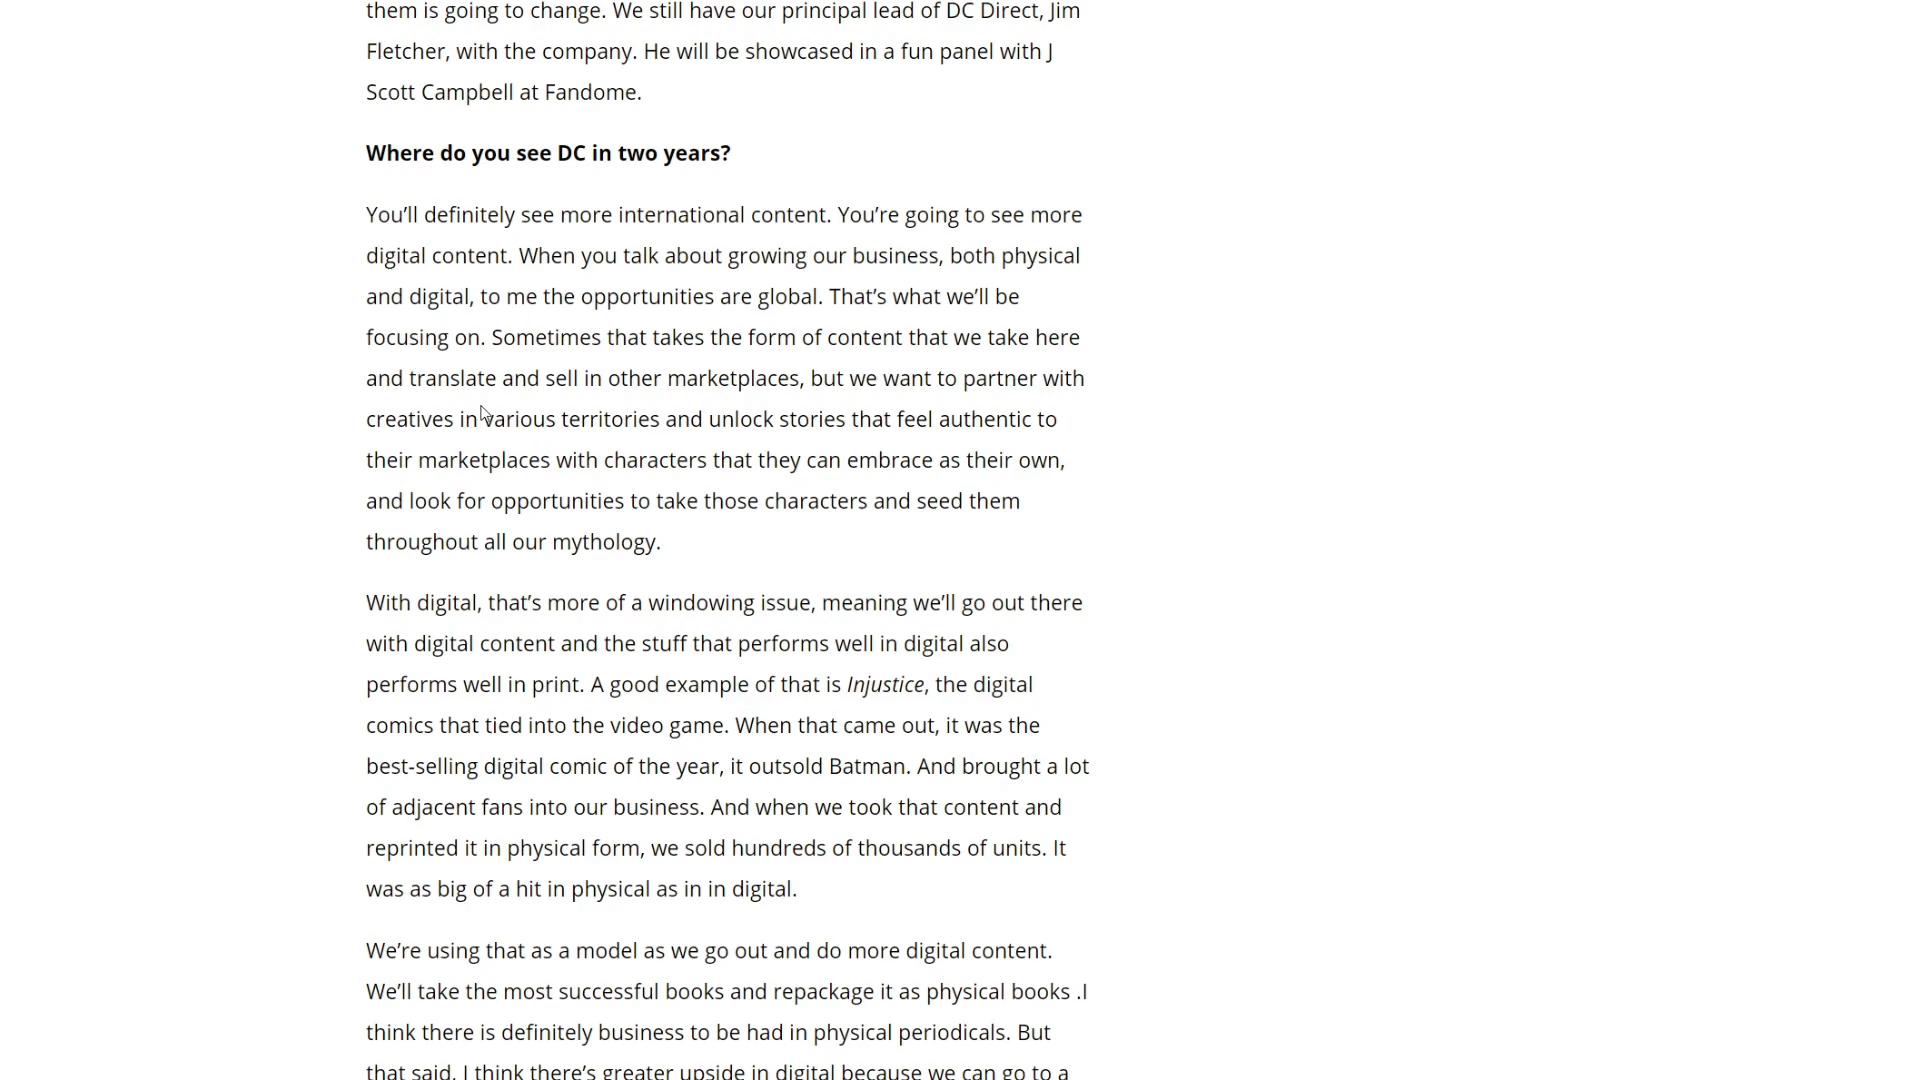 them is going to change. We still have our principal lead of DC Direct, Jim
Fletcher, with the company. He will be showcased in a fun panel with J
Scott Campbell at Fandome.
Where do you see DC in two years?
You’ll definitely see more international content. You’re going to see more
digital content. When you talk about growing our business, both physical
and digital, to me the opportunities are global. That’s what we’ll be
focusing on. Sometimes that takes the form of content that we take here
and translate and sell in other marketplaces, but we want to partner with
creatives in various territories and unlock stories that feel authentic to
their marketplaces with characters that they can embrace as their own,
and look for opportunities to take those characters and seed them
throughout all our mythology.
With digital, that’s more of a windowing issue, meaning we’ll go out there
with digital content and the stuff that performs well in digital also
performs well in print. A good example of that is Injustice, the digital
comics that tied into the video game. When that came out, it was the
best-selling digital comic of the year, it outsold Batman. And brought a lot
of adjacent fans into our business. And when we took that content and
reprinted it in physical form, we sold hundreds of thousands of units. It
was as big of a hit in physical as in in digital.
We’re using that as a model as we go out and do more digital content.
We’ll take the most successful books and repackage it as physical books .I
think there is definitely business to be had in physical periodicals. But
that said, I think there’s greater upside in digital because we can go to a